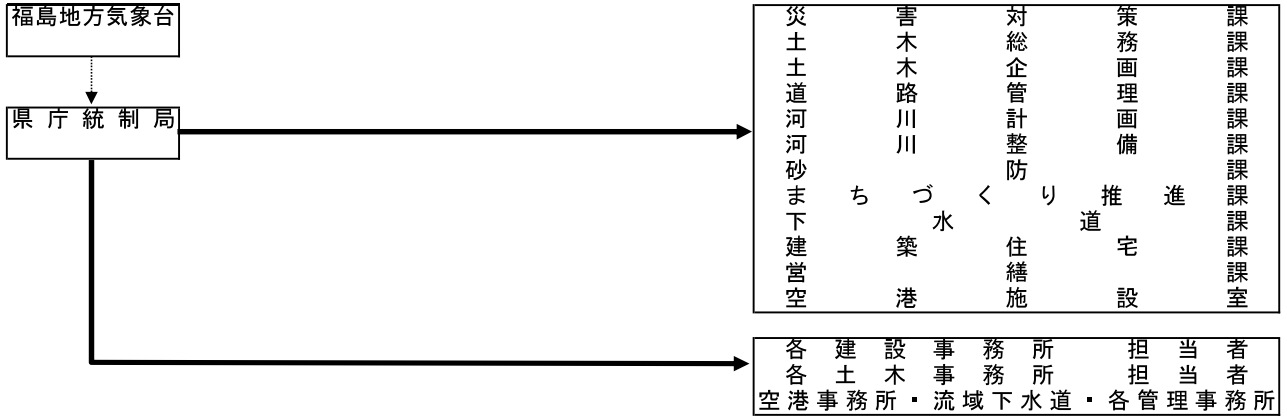 福島地方気象台
県庁統制局
災害対策課
土木総務課
土木企画課
道路管理課
河川計画課
河川整備課
砂防課
まちづくり推進課
下水道課
建築住宅課
営繕課
空港施設室
各建設事務所 担当者
各土木事務所 担当者
空港事務所・流域下水道・各管理事務所